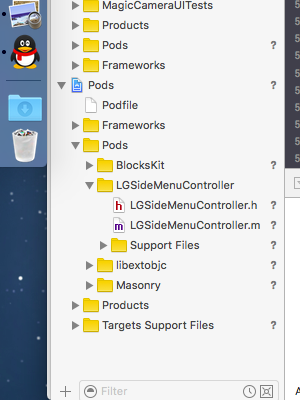 MagicCameraUITests
Products
Pods ?
Frameworks ?
Pods ?
Podfile
Frameworks ?
Pods ?
BlocksKit ?
LGSideMenuController
LGSideMenuController.h ?
h
LGSideMenuController.m ?
m
Support Files ?
libextobjc ?
Masonry ?
Products ?
Targets Support Files ?
Filter